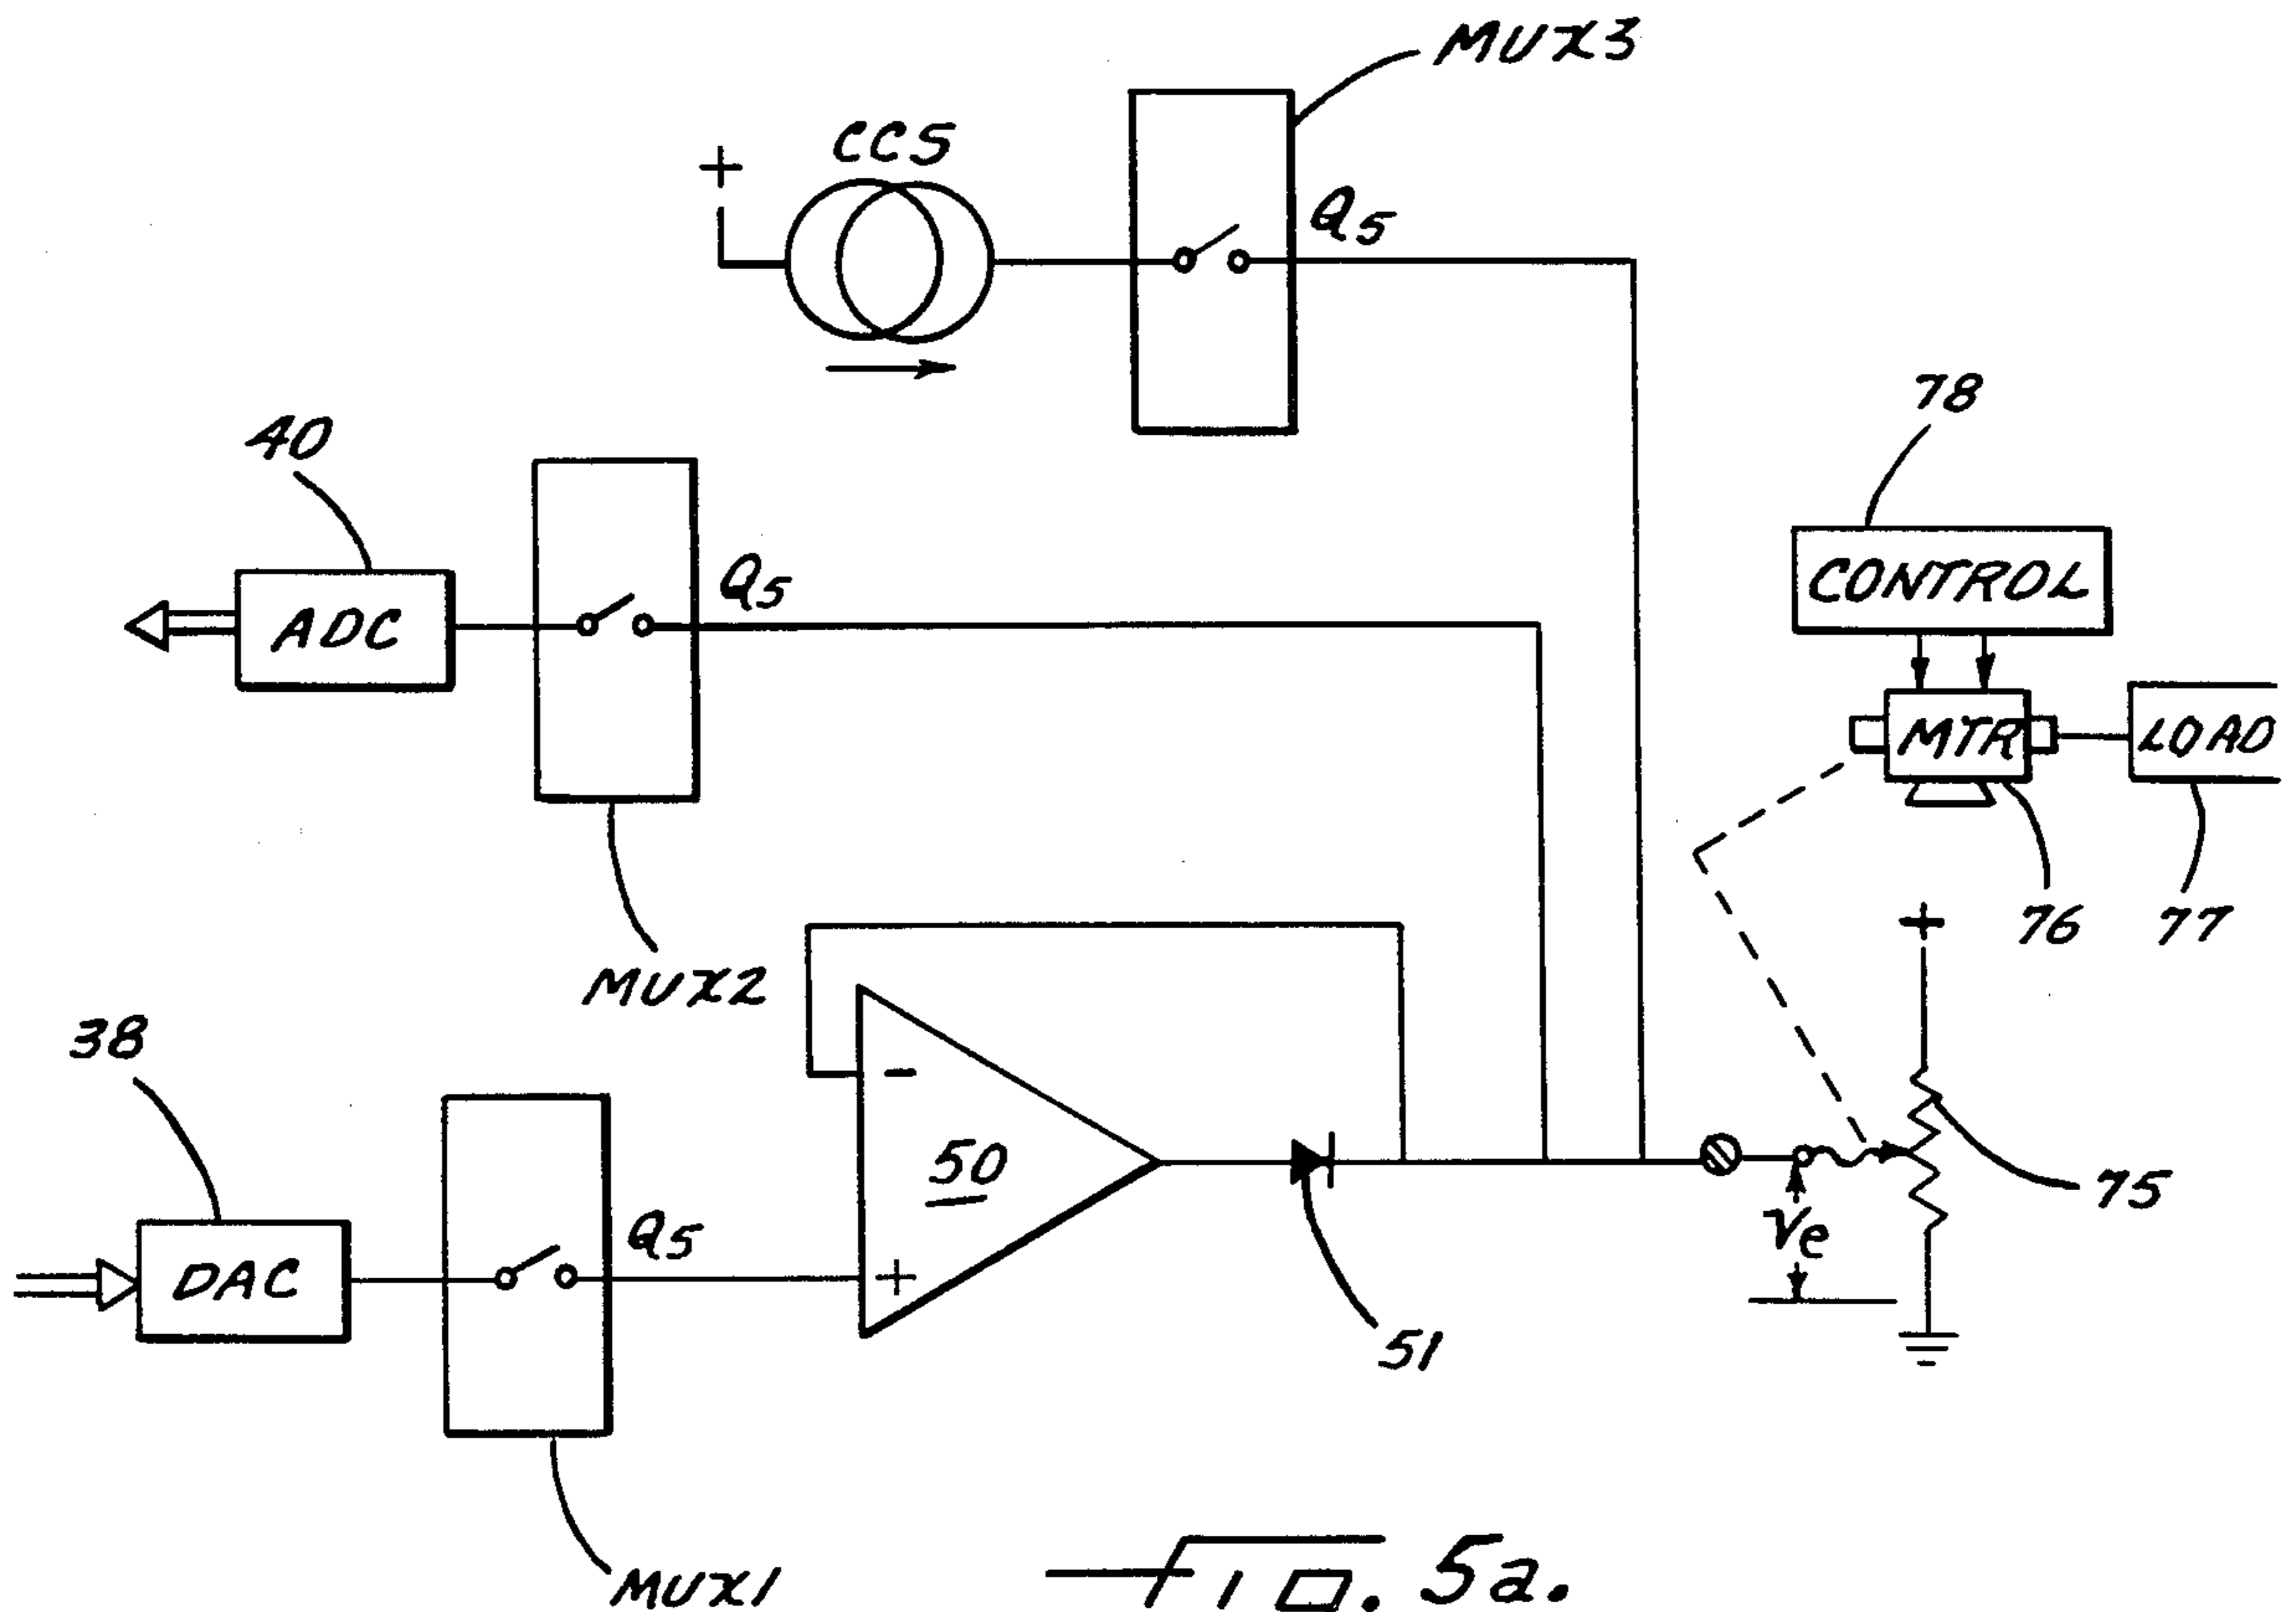 MUX3
CCS
+
Q5
78
40
CONTROL
ADC
Q5
MTR
LOAD
76
77
+
MUX2
38
-
50
75
Q5
Ve
DAC
+
51
MUX1
FIG. 5a.